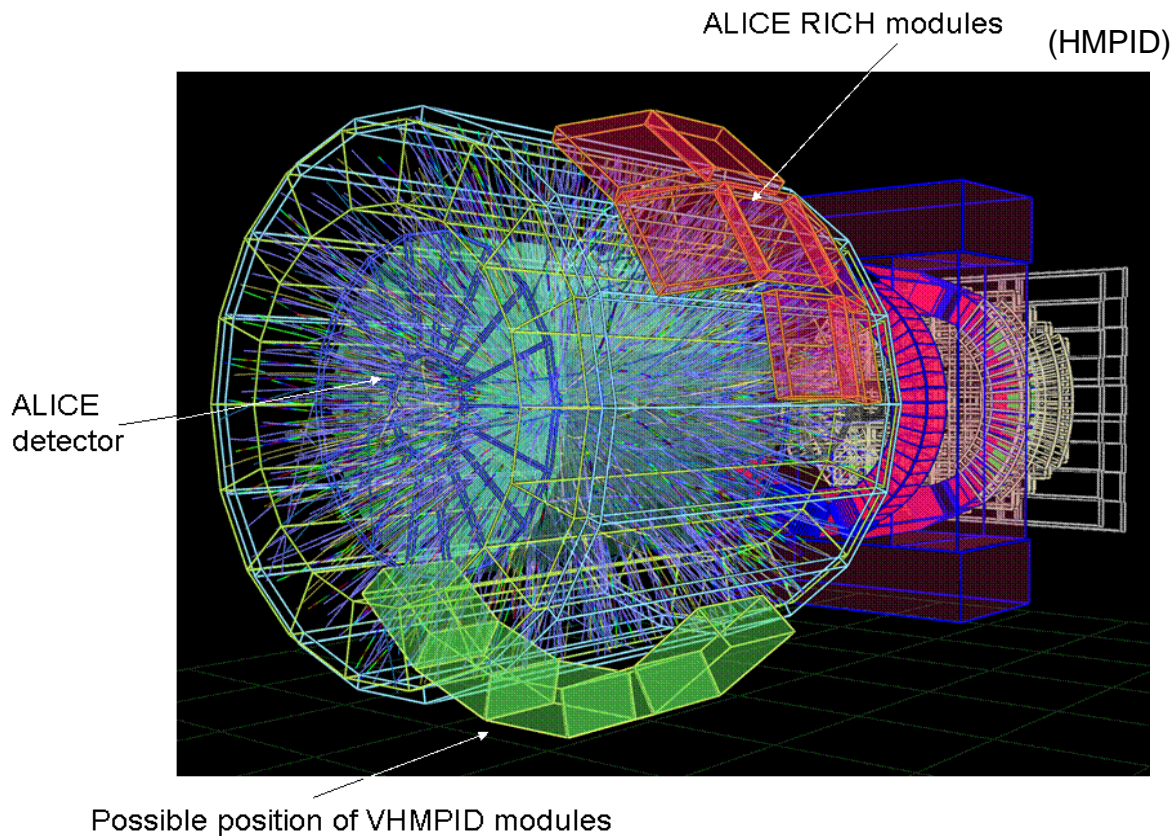 ALICE RICH modules
(HMPID)
ALICE
detector
Possible position of VHMPID modules